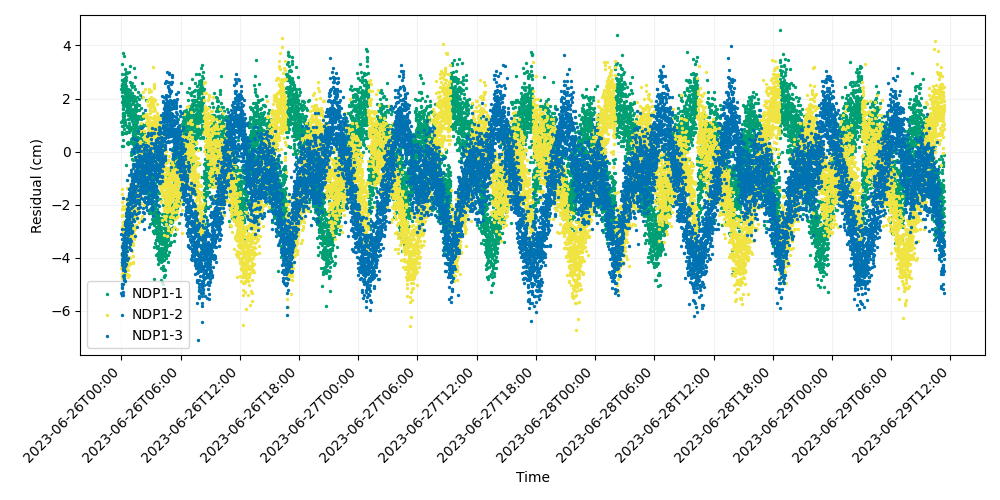 4
2
0
−2
−4
−6
Residual (cm)
NDP1-1
NDP1-2
NDP1-3
2023-06-26T00:00
2023-06-26T06:00
2023-06-26T12:00
2023-06-26T18:00
2023-06-27T00:00
2023-06-27T06:00
2023-06-27T12:00
2023-06-27T18:00
2023-06-28T00:00
2023-06-28T06:00
2023-06-28T12:00
2023-06-28T18:00
2023-06-29T00:00
2023-06-29T06:00
2023-06-29T12:00
Time